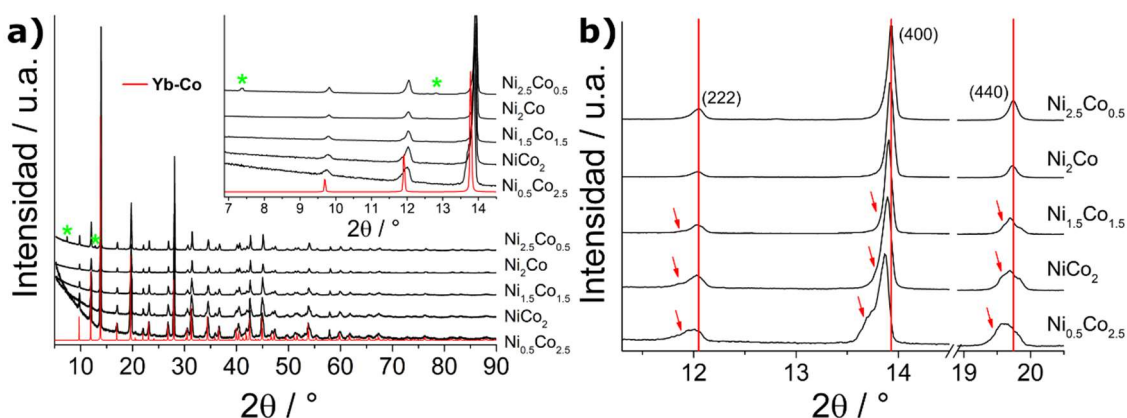 a)
Intensidad / u.a.
Yb-Co
*
*
Ni2.5Co0.5
Ni2Co
Ni1.5Co1.5
NiCo2
Ni0.5Co2.5
10 20 30 40 50 60 70 80 90
2θ / °
*
*
Ni2.5Co0.5
Ni2Co
Ni1.5Co1.5
NiCo2
Ni0.5Co2.5
7 8 9 10 11 12 13 14
2θ / °
b)
Intensidad / u.a.
(222)
(400)
(440)
Ni2.5Co0.5
Ni2Co
Ni1.5Co1.5
NiCo2
Ni0.5Co2.5
12 13 14 19 20
2θ / °